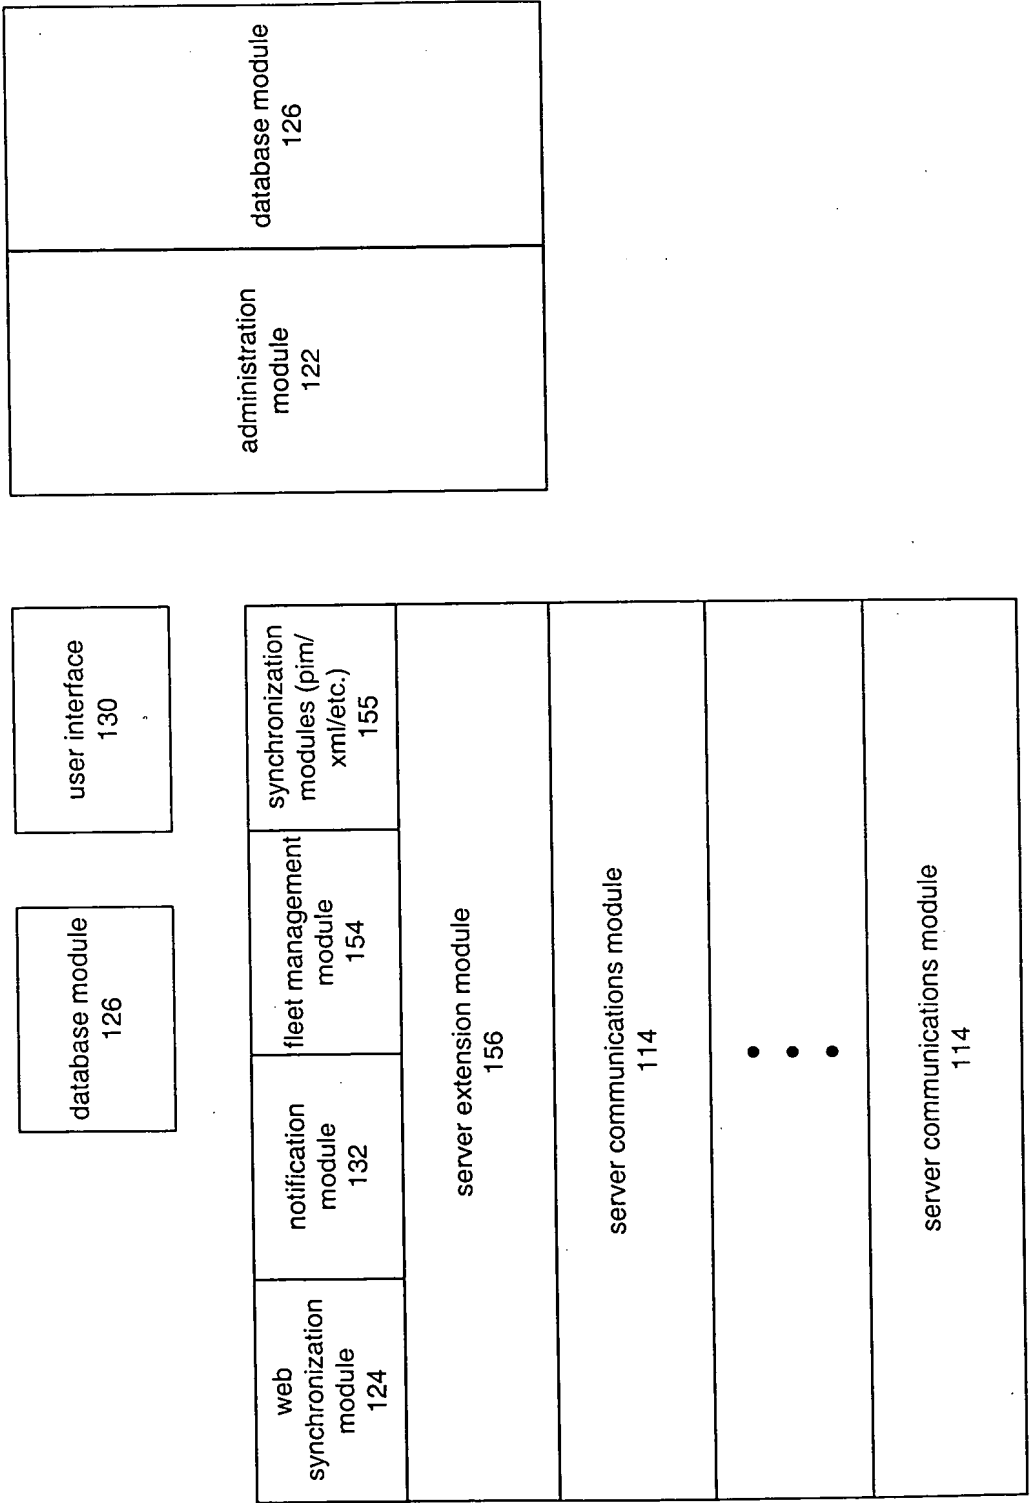 database module
126
user interface
130
web
synchronization
module
124
notification
module
132
fleet management
module
154
synchronization
modules (pim/
xml/etc.)
155
server extension module
156
server communications module
114
server communications module
114
administration
module
122
database module
126